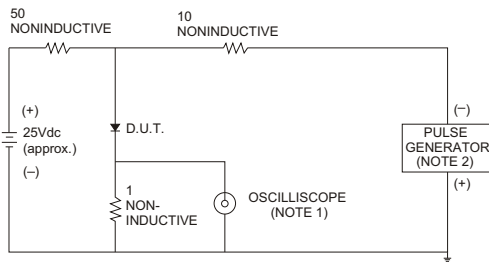 50
NONINDUCTIVE
10
NONINDUCTIVE
(+)
25Vdc
(approx.)
(–)
D.U.T.
1
NON-
INDUCTIVE
OSCILLISCOPE
(NOTE 1)
(–)
PULSE
GENERATOR
(NOTE 2)
(+)